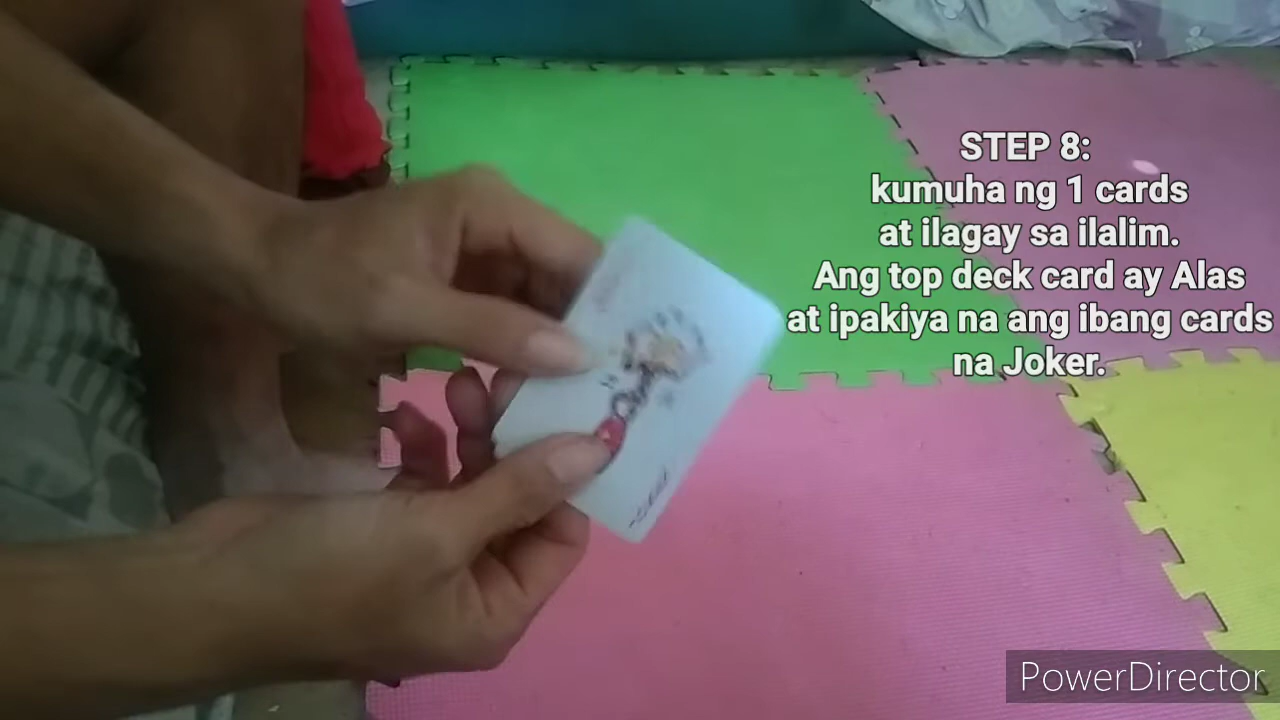 STEP 8:
kumuha ng 1 cards
at ilagay sa ilalim.
Ang top deck card ay Alas
at ipakiya na ang ibang cards
na Joker.
PowerDirector